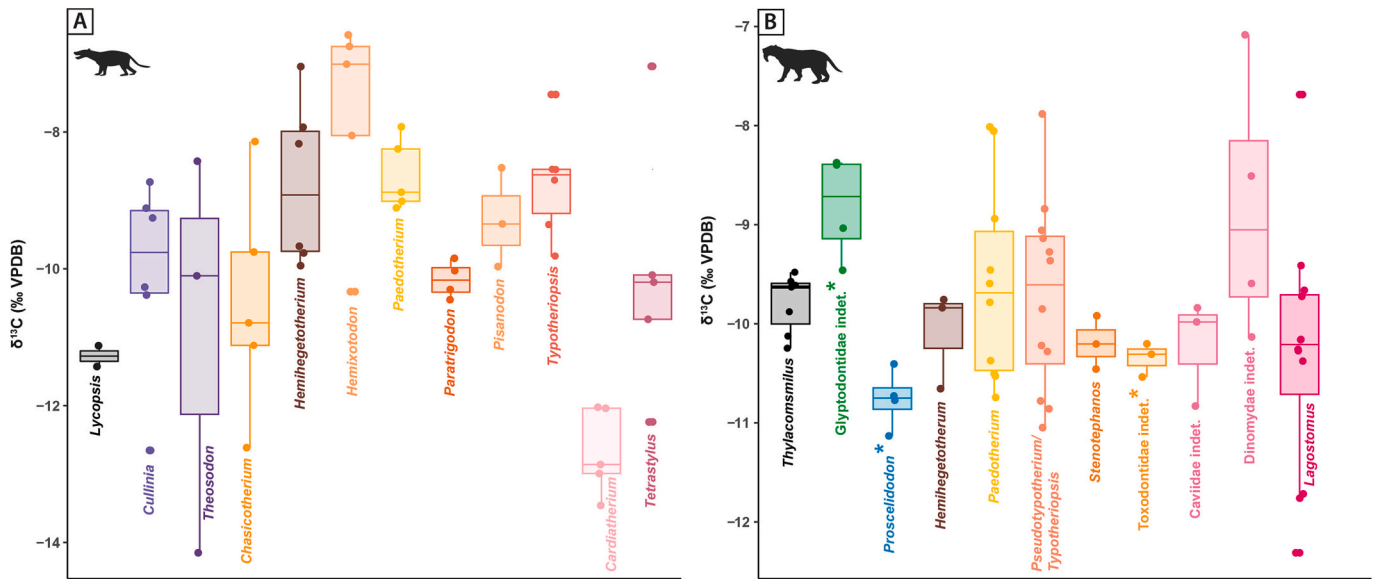 A
δ13C (‰ VPDB)
−8
−10
−12
−14
Lycopsis
Cullinia
Theosodon
Chasicotherium
Hemihegetotherium
Hemixotodon
Paedotherium
Paratrigodon
Pisanodon
Typotheriopsis
Cardiatherium
Tetrastylus
B
δ13C (‰ VPDB)
−7
−8
−9
−10
−11
−12
Thylacomsmilus
Glyptodontidae indet.*
Proscelidodon *
Hemihegetotherum
Paedotherium
Pseudotypotherium/
Typotheriopsis
Stenotephanos
Toxodontidae indet.*
Caviidae indet.
Dinomydae indet.
Lagostomus